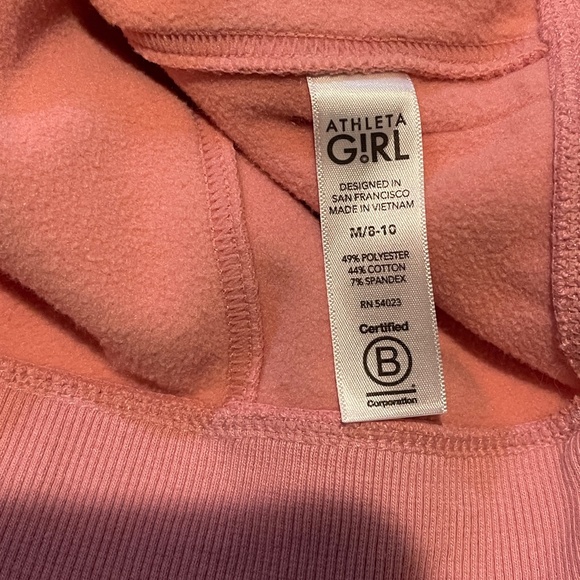 ATHLETA
G!RL
DESIGNED IN
SAN FRANCISCO
MADE IN VIETNAM
M/8-10
49% POLYESTER
44% COTTON
7% SPANDEX
RN 54023
Certified
B
Corporation